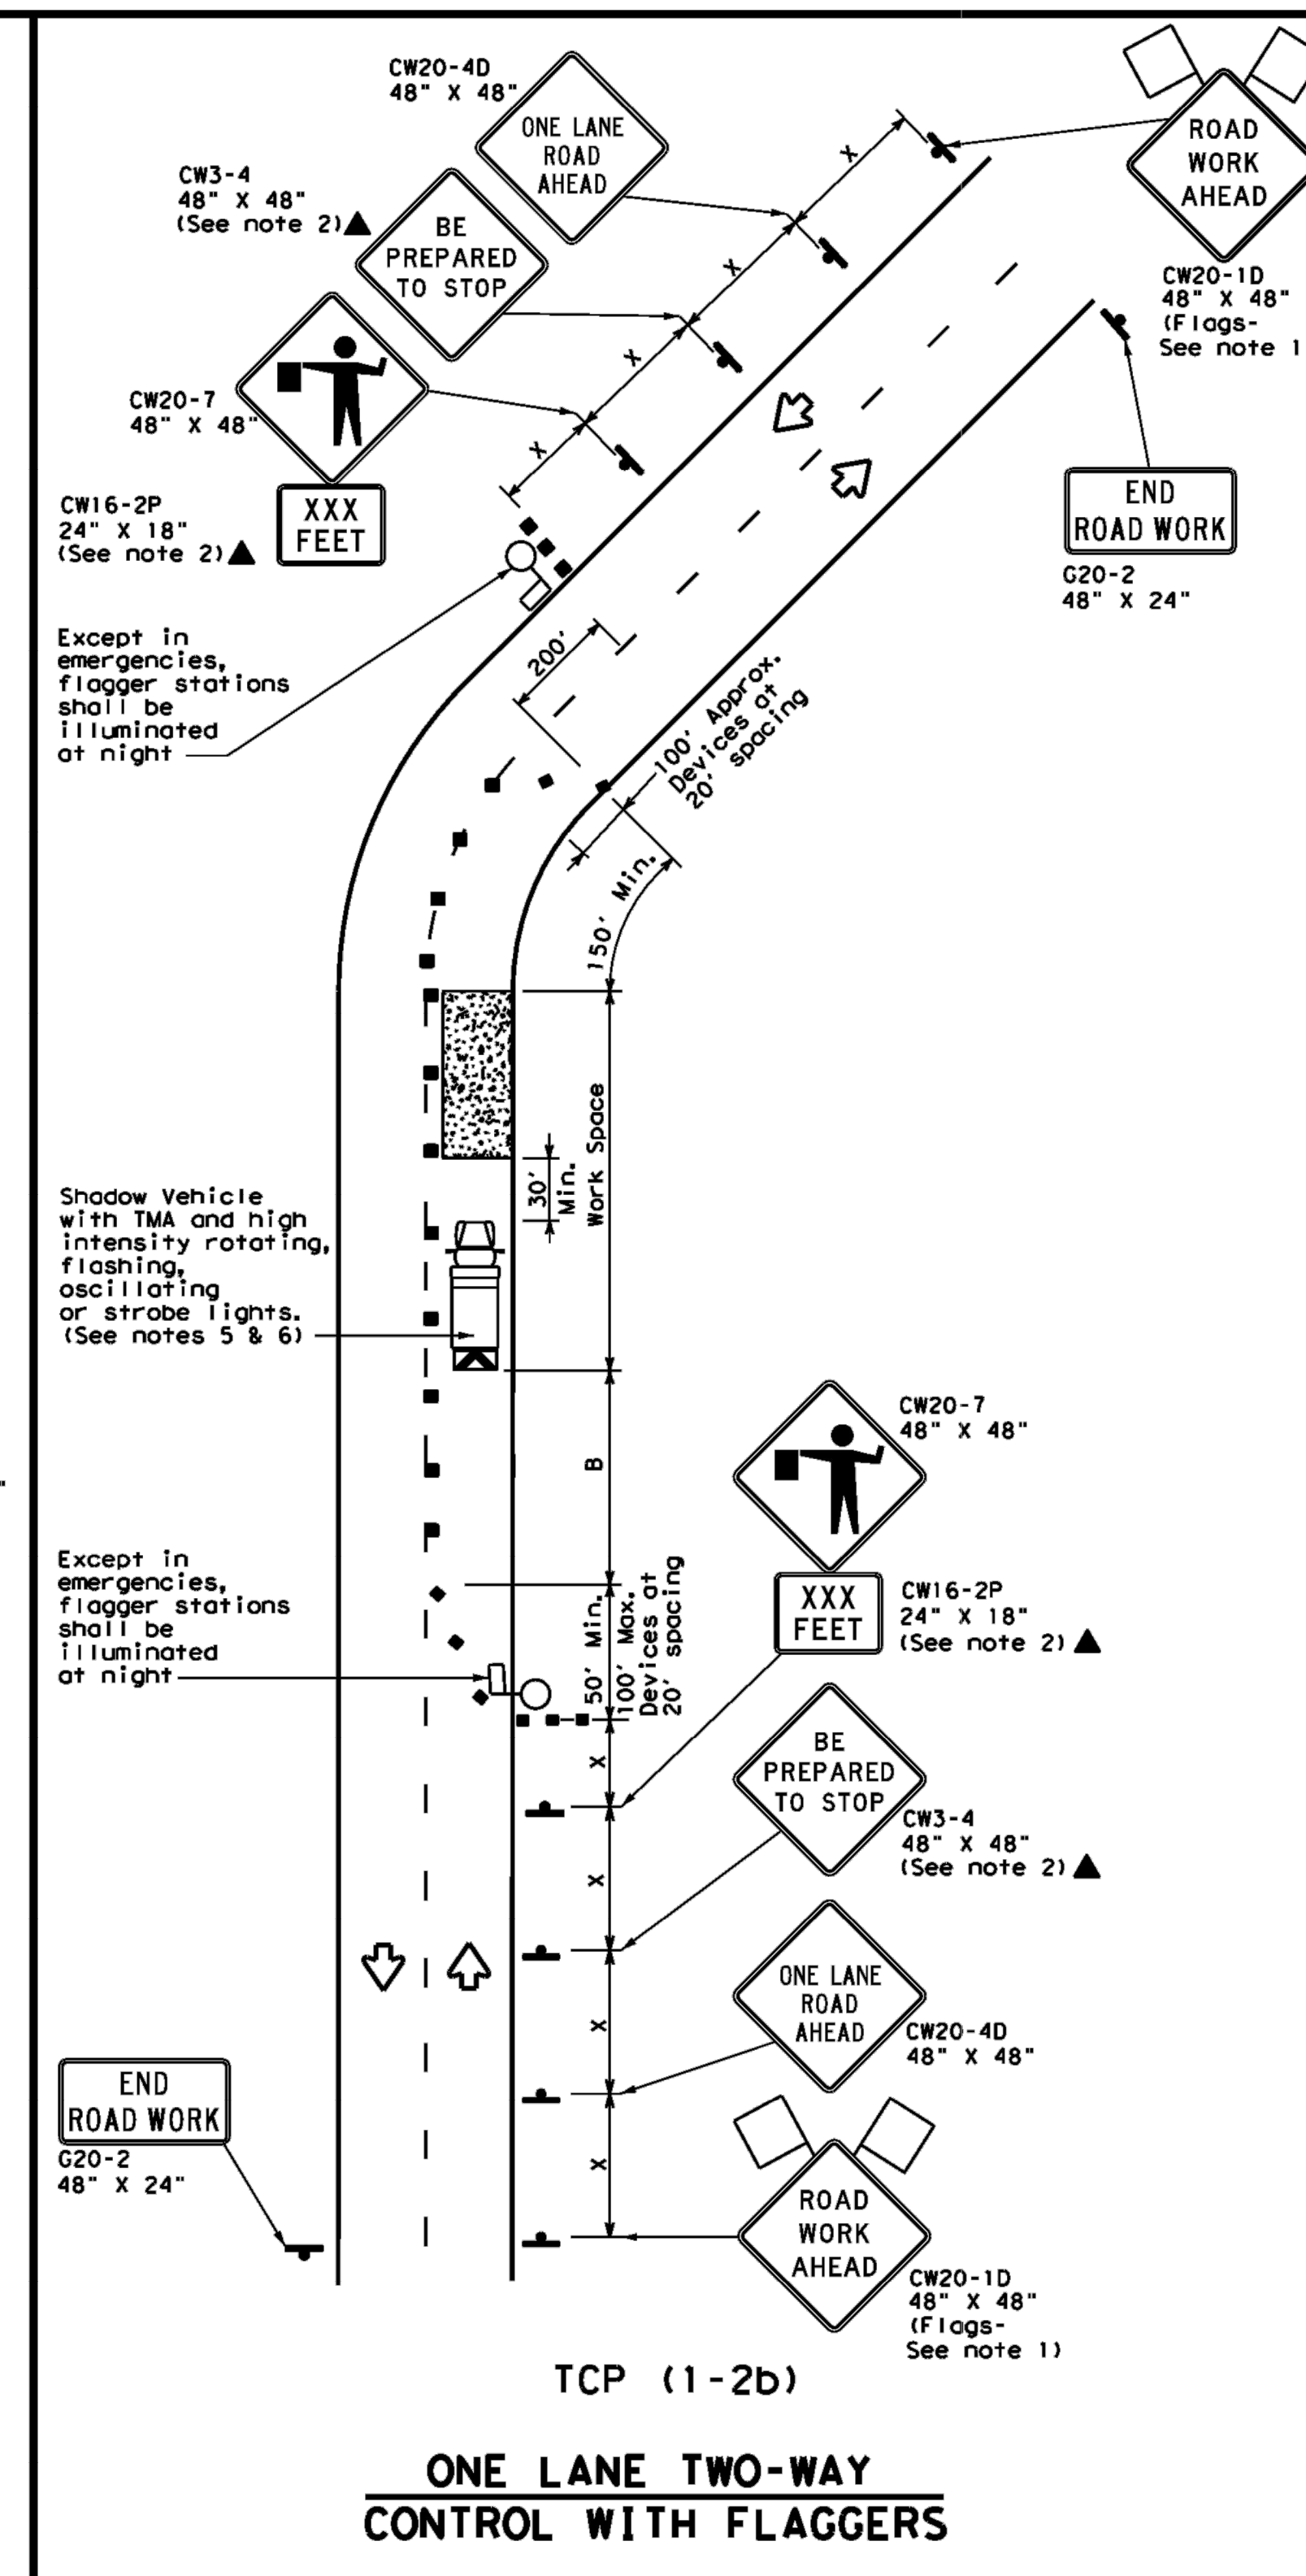 CW20-4D
48" X 48"
ONE LANE
ROAD
AHEAD
ROAD
WORK
AHEAD
CW20-1D
48" X 48"
(Flags-
See note 1
CW3-4
48" X 48"
(See note 2)▲
BE
PREPARED
TO STOP
CW20-7
48" X 48"
CW16-2P
24" X 18"
(See note 2)▲
XXX
FEET
X
X
X
X
END
ROAD WORK
G20-2
48" X 24"
Except in
emergencies,
flagger stations
shall be
illuminated
at night
200'
100' Approx.
Devices at
20' spacing
150' Min.
Work Space
30'
Min.
Shadow Vehicle
with TMA and high
intensity rotating,
flashing,
oscillating
or strobe lights.
(See notes 5 & 6)
B
CW20-7
48" X 48"
XXX
FEET
CW16-2P
24" X 18"
(See note 2)▲
Except in
emergencies,
flagger stations
shall be
illuminated
at night
50' Min.
100' Max.
Devices at
20' spacing
X
X
X
X
BE
PREPARED
TO STOP
CW3-4
48" X 48"
(See note 2)▲
ONE LANE
ROAD
AHEAD
CW20-4D
48" X 48"
END
ROAD WORK
G20-2
48" X 24"
ROAD
WORK
AHEAD
CW20-1D
48" X 48"
(Flags-
See note 1)
TCP (1-2b)
ONE LANE TWO-WAY
CONTROL WITH FLAGGERS